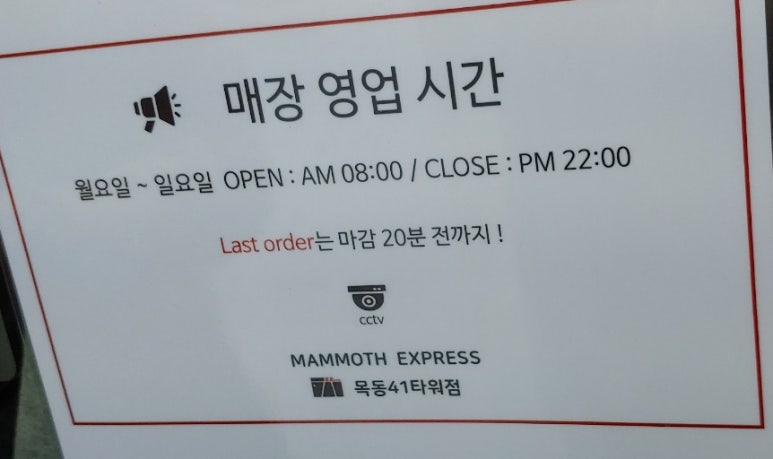 매장 영업 시간
월요일 ~ 일요일 OPEN : AM 08:00 / CLOSE : PM 22:00
Last order는 마감 20분 전까지 !
cctv
MAMMOTH EXPRESS
목동41타워점